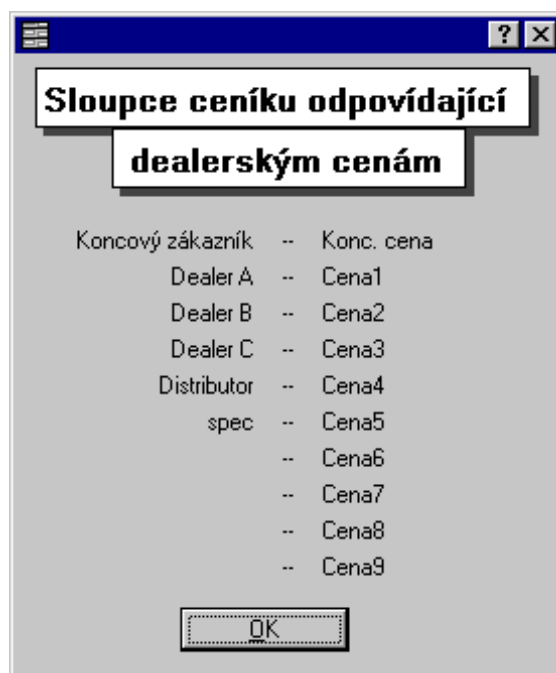 Sloupce ceníku odpovídající
dealerským cenám
Koncový zákazník -- Konc. cena
Dealer A -- Cena1
Dealer B -- Cena2
Dealer C -- Cena3
Distributor -- Cena4
spec -- Cena5
-- Cena6
-- Cena7
-- Cena8
-- Cena9
OK